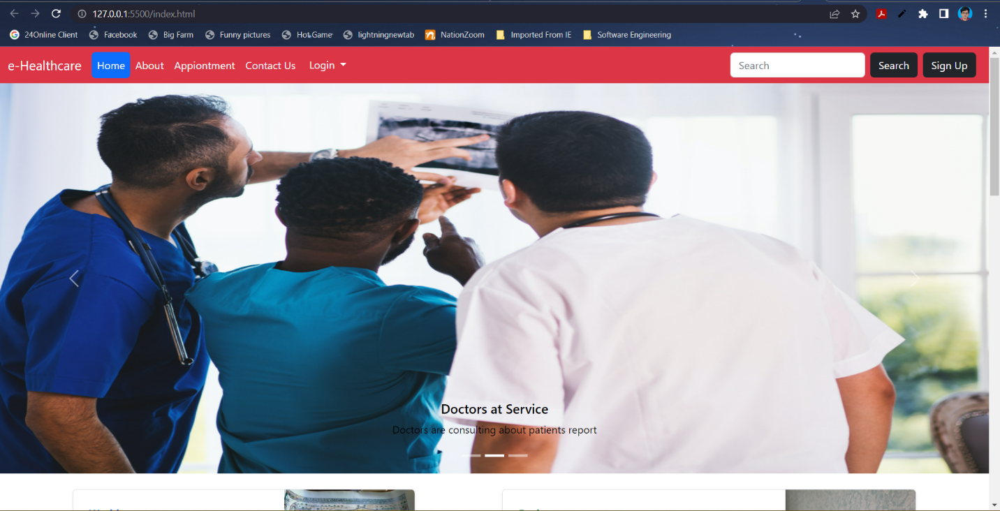 127.0.0.1:5500/index.html
24Online Client Facebook Big Farm Funny pictures Hot Game lightningnewtab NationZoom Imported From IE Software Engineering
e-Healthcare Home About Appiontment Contact Us Login Search Search Sign Up
Doctors at Service
Doctors are consulting about patients report